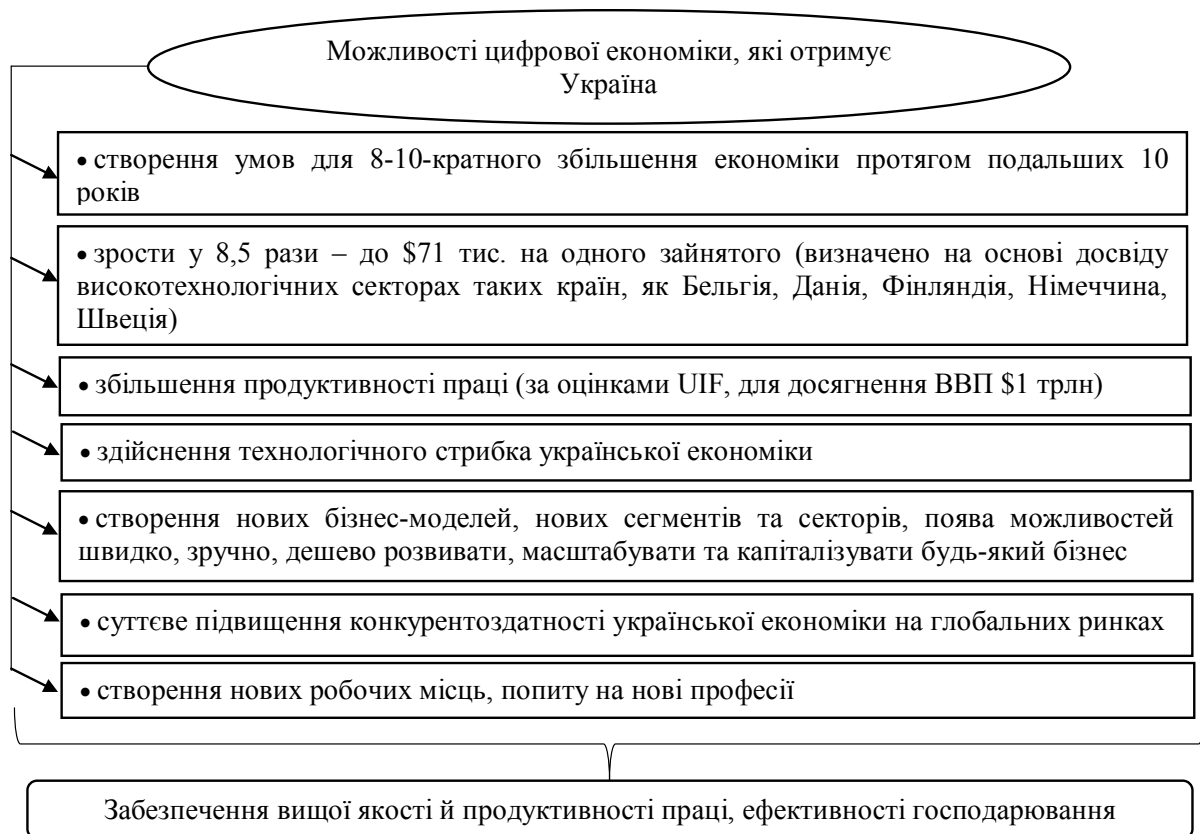 Можливості цифрової економіки, які отримує
Україна
• створення умов для 8-10-кратного збільшення економіки протягом подальших 10
років
• зрости у 8,5 рази – до $71 тис. на одного зайнятого (визначено на основі досвіду
високотехнологічних секторах таких країн, як Бельгія, Данія, Фінляндія, Німеччина,
Швеція)
• збільшення продуктивності праці (за оцінками UIF, для досягнення ВВП $1 трлн)
• здійснення технологічного стрибка української економіки
• створення нових бізнес-моделей, нових сегментів та секторів, поява можливостей
швидко, зручно, дешево розвивати, масштабувати та капіталізувати будь-який бізнес
• суттєве підвищення конкурентоздатності української економіки на глобальних ринках
• створення нових робочих місць, попиту на нові професії
Забезпечення вищої якості й продуктивності праці, ефективності господарювання